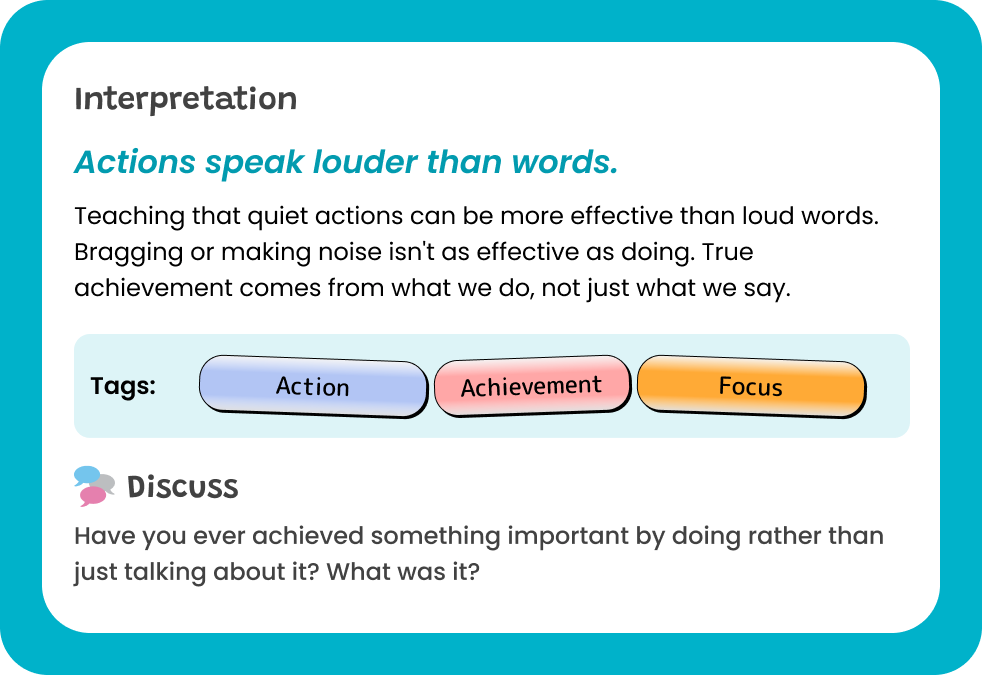 Interpretation
Actions speak louder than words.
Teaching that quiet actions can be more effective than loud words.
Bragging or making noise isn't as effective as doing. True
achievement comes from what we do, not just what we say.
Tags: Action Achievement Focus
Discuss
Have you ever achieved something important by doing rather than
just talking about it? What was it?